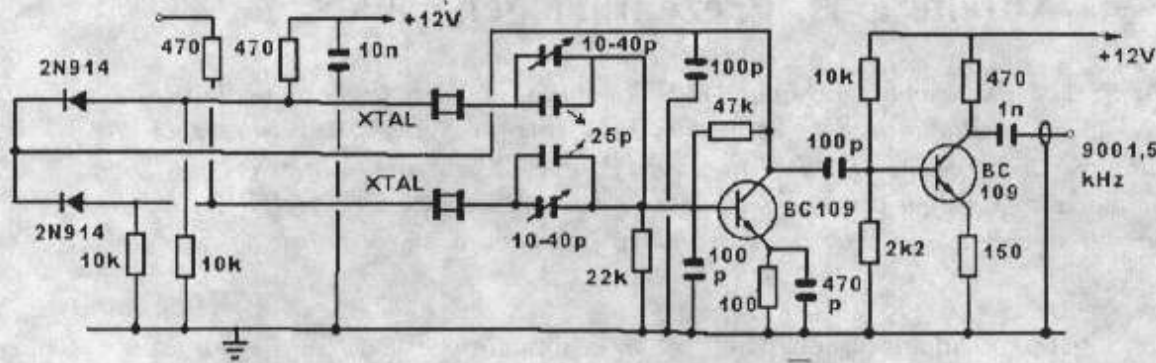 +12V
470
470
10n
10-40p
2N914
100p
10k
+12V
470
XTAL
47k
1n
25p
100p
9001,5
kHz
BC
109
XTAL
BC109
2N914
10-40p
10k
10k
22k
100
p
100
470
p
2k2
150